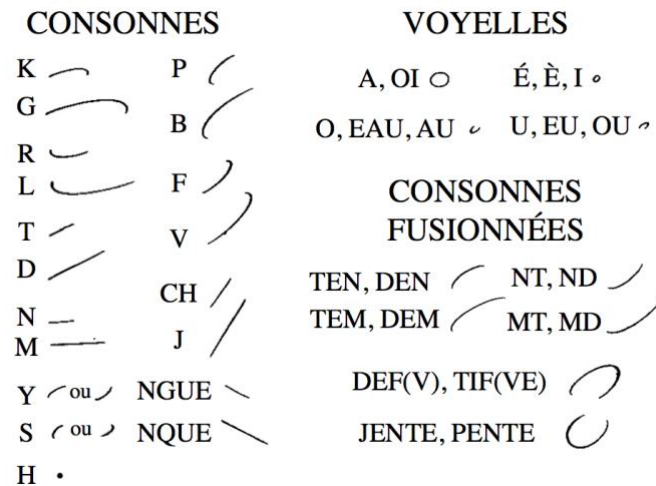 CONSONNES
K
G
R
L
T
D
N
M
Y ou
S ou
H
P
B
F
V
CH
J
NGUE
NQUE
VOYELLES
A, OI
É, È, I
O, EAU, AU
U, EU, OU
CONSONNES
FUSIONNÉES
TEN, DEN
NT, ND
TEM, DEM
MT, MD
DEF(V), TIF(VE)
JENTE, PENTE